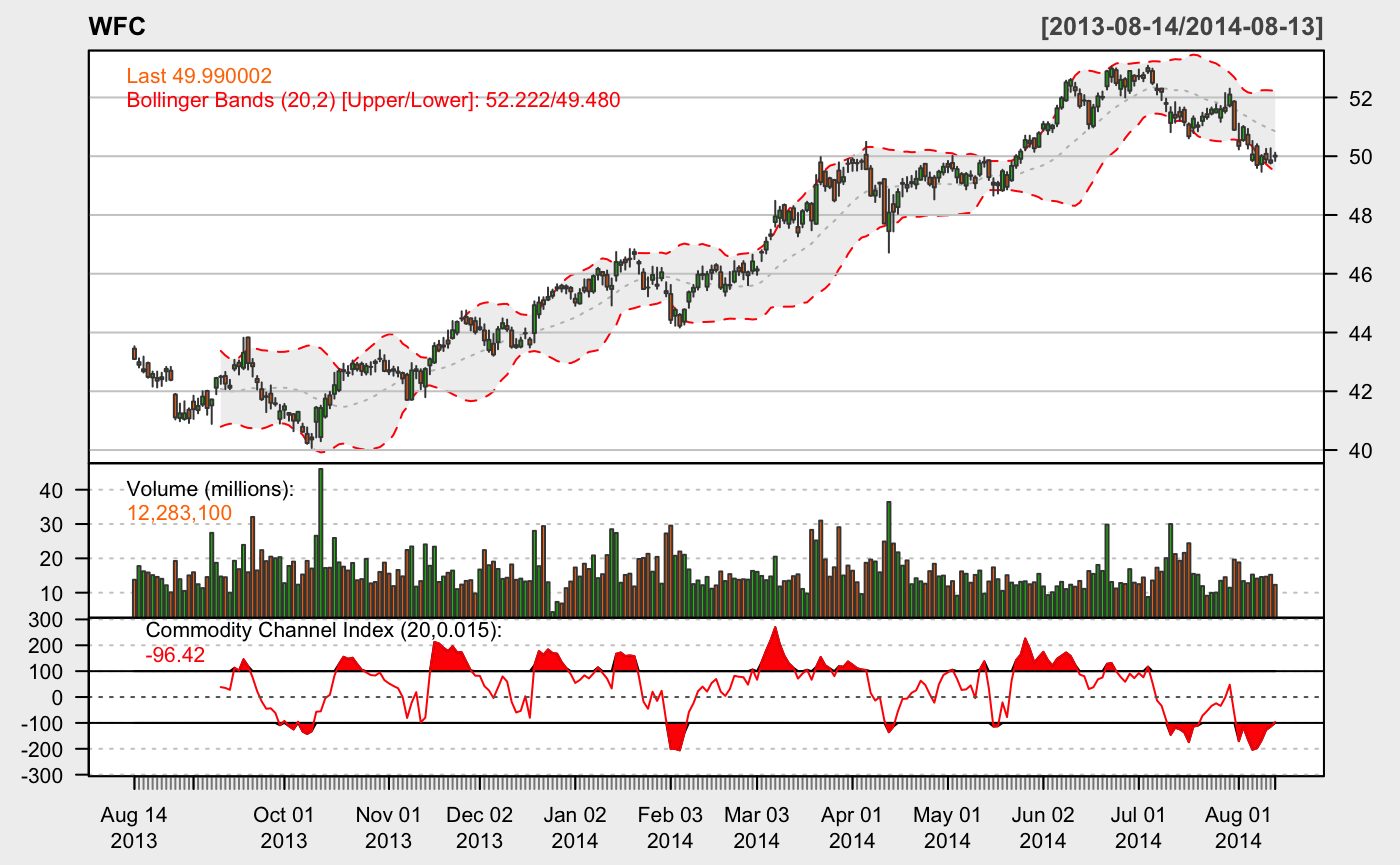 WFC [2013-08-14/2014-08-13]
Last 49.990002
Bollinger Bands (20,2) [Upper/Lower]: 52.222/49.480
52
50
48
46
44
42
40
Volume (millions):
12,283,100
40
30
20
10
Commodity Channel Index (20,0.015):
-96.42
300
200
100
0
-100
-200
-300
Aug 14 Oct 01 Nov 01 Dec 02 Jan 02 Feb 03 Mar 03 Apr 01 May 01 Jun 02 Jul 01 Aug 01
2013 2013 2013 2013 2014 2014 2014 2014 2014 2014 2014 2014